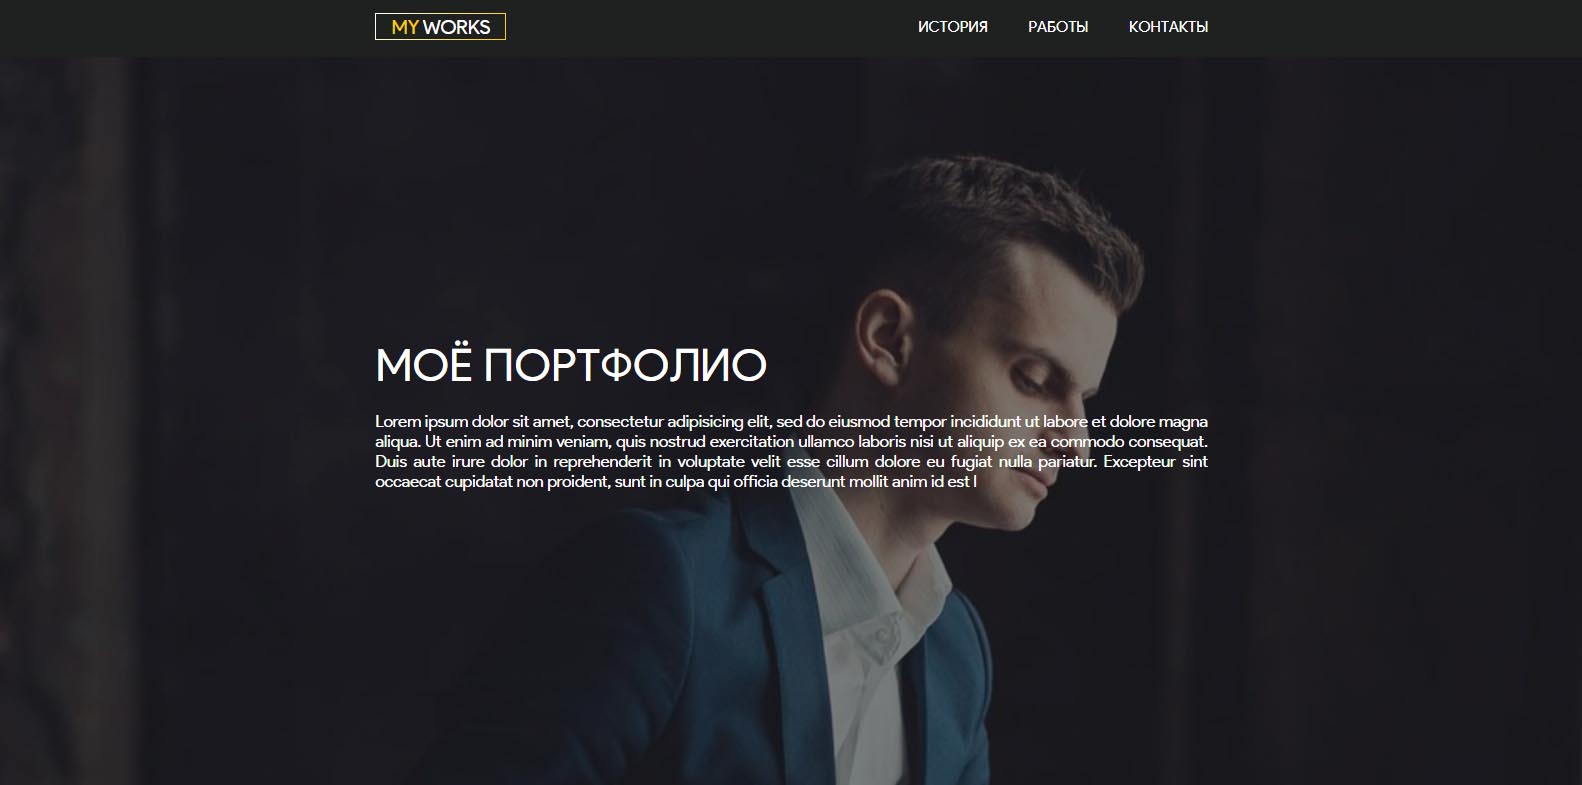 MY WORKS
ИСТОРИЯ РАБОТЫ КОНТАКТЫ
МОЁ ПОРТФОЛИО
Lorem ipsum dolor sit amet, consectetur adipisicing elit, sed do eiusmod tempor incididunt ut labore et dolore magna
aliqua. Ut enim ad minim veniam, quis nostrud exercitation ullamco laboris nisi ut aliquip ex ea commodo consequat.
Duis aute irure dolor in reprehenderit in voluptate velit esse cillum dolore eu fugiat nulla pariatur. Excepteur sint
occaecat cupidatat non proident, sunt in culpa qui officia deserunt mollit anim id est l